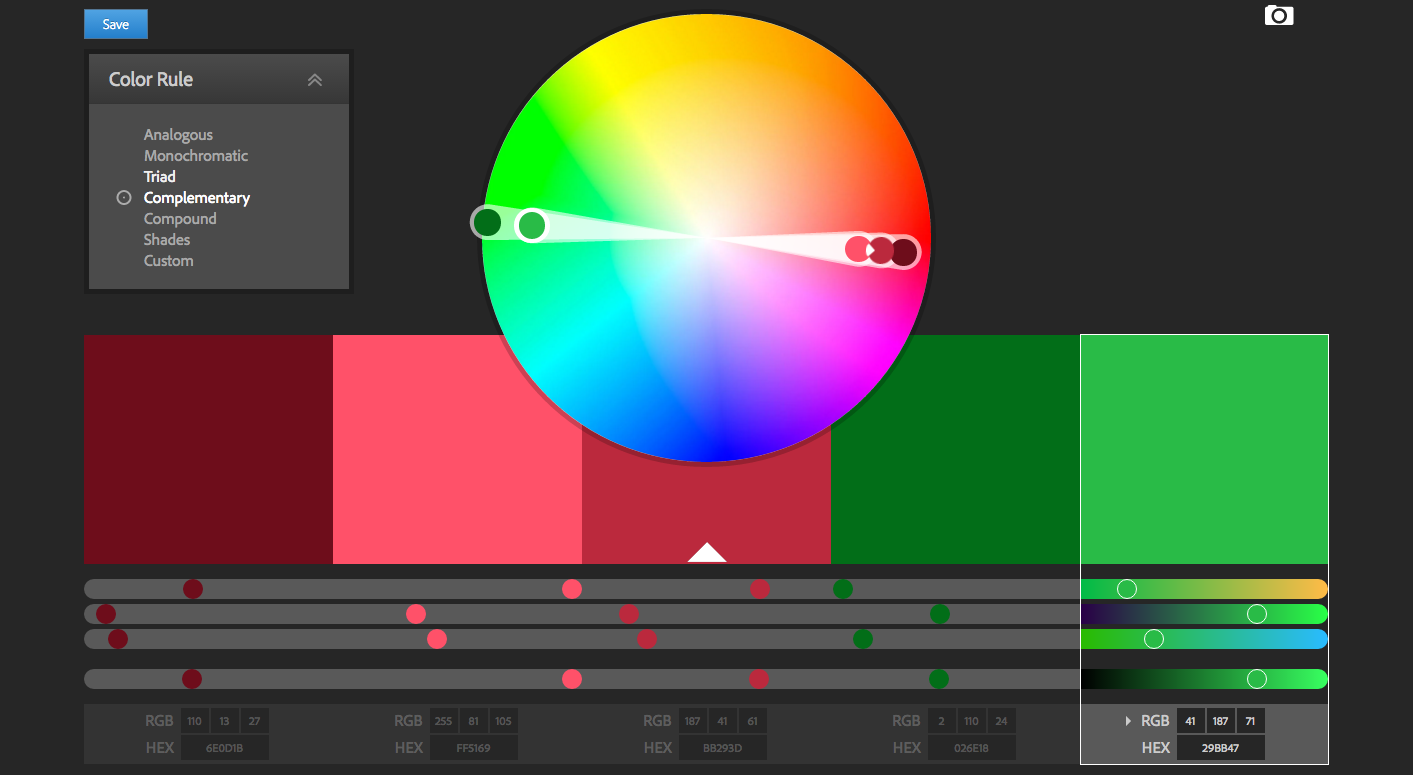 Save
Color Rule
Analogous
Monochromatic
Triad
Complementary
Compound
Shades
Custom
RGB 110 13 27
HEX 6E0D1B
RGB 255 81 105
HEX FF5169
RGB 187 41 61
HEX BB293D
RGB 2 110 24
HEX 026E18
RGB 41 187 71
HEX 29BB47